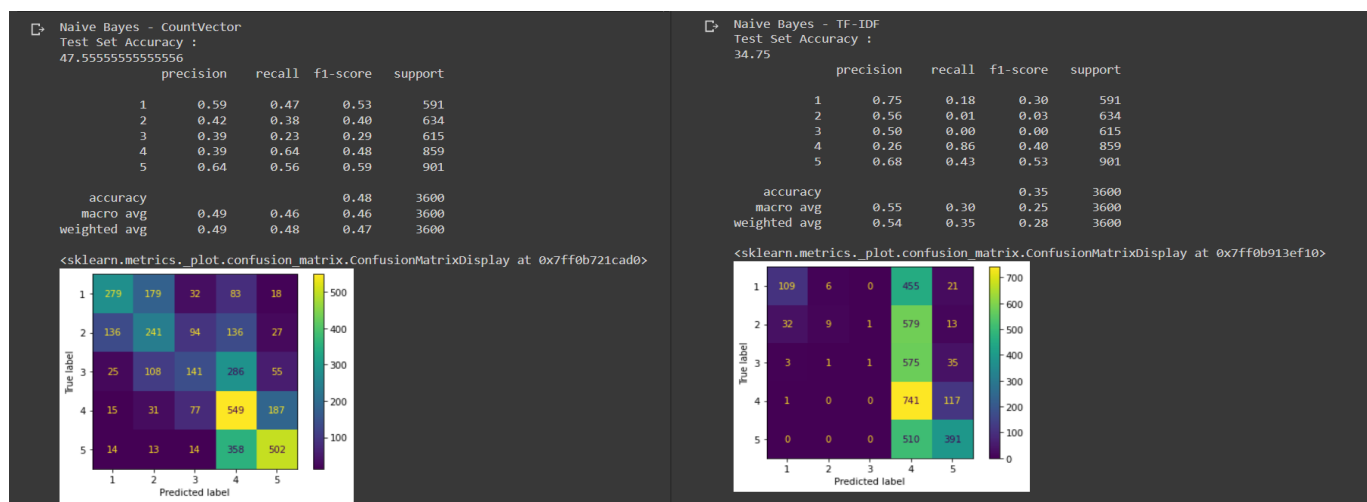 Naive Bayes - CountVector
Test Set Accuracy :
47.55555555555556
precision recall f1-score support
1 0.59 0.47 0.53 591
2 0.42 0.38 0.40 634
3 0.39 0.23 0.29 615
4 0.39 0.64 0.48 859
5 0.64 0.56 0.59 901
accuracy 0.48 3600
macro avg 0.49 0.46 0.46 3600
weighted avg 0.49 0.48 0.47 3600
<sklearn.metrics._plot.confusion_matrix.ConfusionMatrixDisplay at 0x7ff0b721cad0>
1 279 179 32 83 18
2 136 241 94 136 27
3 25 108 141 286 55
4 15 31 77 549 187
5 14 13 14 358 502
1 2 3 4 5
Predicted label
True label
500
400
300
200
100
Naive Bayes - TF-IDF
Test Set Accuracy :
34.75
precision recall f1-score support
1 0.75 0.18 0.30 591
2 0.56 0.01 0.03 634
3 0.50 0.00 0.00 615
4 0.26 0.86 0.40 859
5 0.68 0.43 0.53 901
accuracy 0.35 3600
macro avg 0.55 0.30 0.25 3600
weighted avg 0.54 0.35 0.28 3600
<sklearn.metrics._plot.confusion_matrix.ConfusionMatrixDisplay at 0x7ff0b913ef10>
1 109 6 0 455 21
2 32 9 1 579 13
3 3 1 1 575 35
4 1 0 0 741 117
5 0 0 0 510 391
1 2 3 4 5
Predicted label
True label
700
600
500
400
300
200
100
0